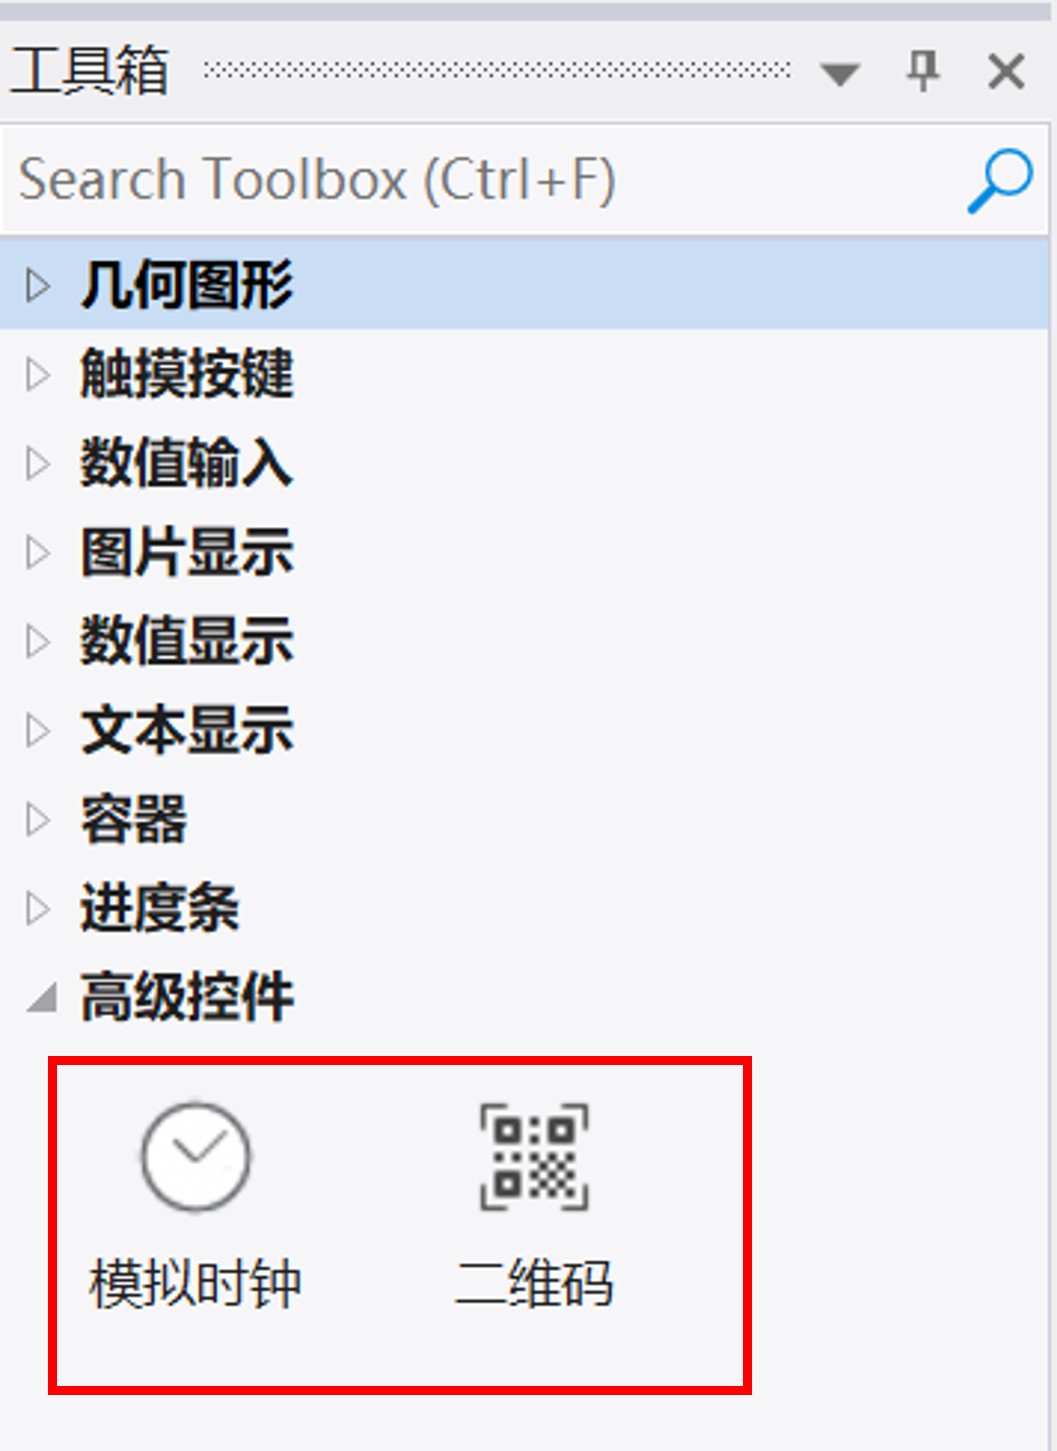 工具箱
Search Toolbox (Ctrl+F)
几何图形
触摸按键
数值输入
图片显示
数值显示
文本显示
容器
进度条
高级控件
模拟时钟 二维码